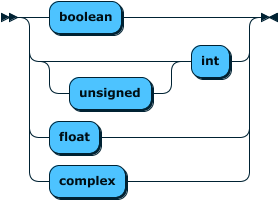 boolean
int
unsigned
float
complex